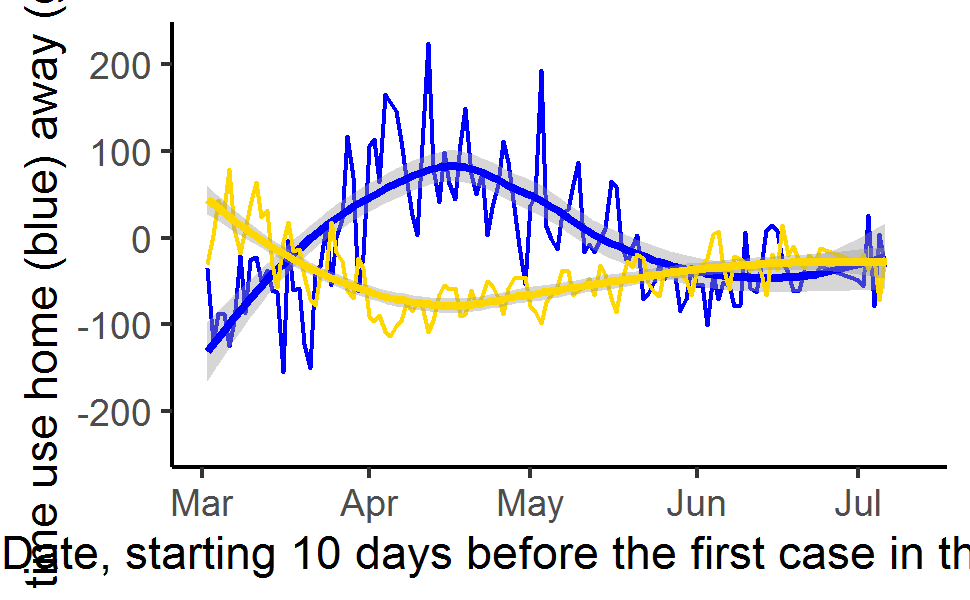 time use home (blue) away (
200
100
0
-100
-200
Mar Apr May Jun Jul
Date, starting 10 days before the first case in th